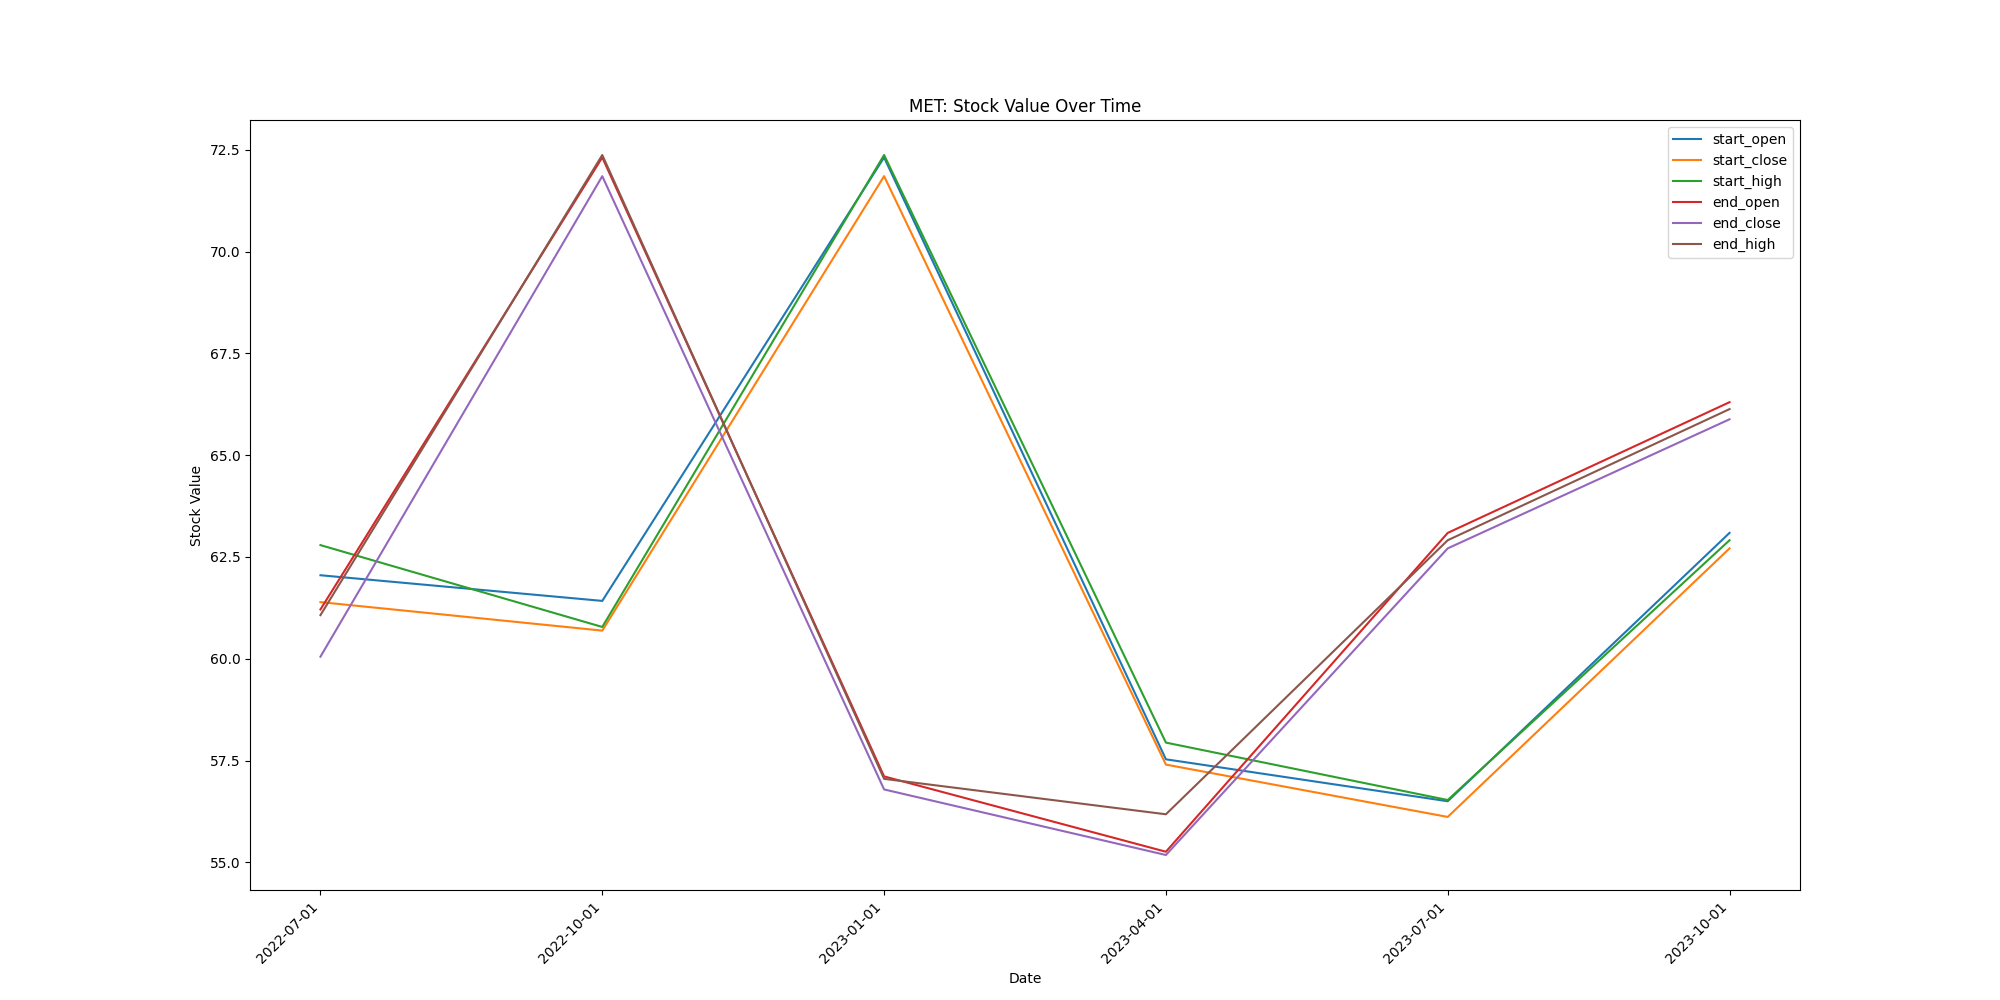 MET: Stock Value Over Time
72.5
70.0
67.5
65.0
62.5
60.0
57.5
55.0
Stock Value
start_open
start_close
start_high
end_open
end_close
end_high
2022-07-01
2022-10-01
2023-01-01
2023-04-01
2023-07-01
2023-10-01
Date